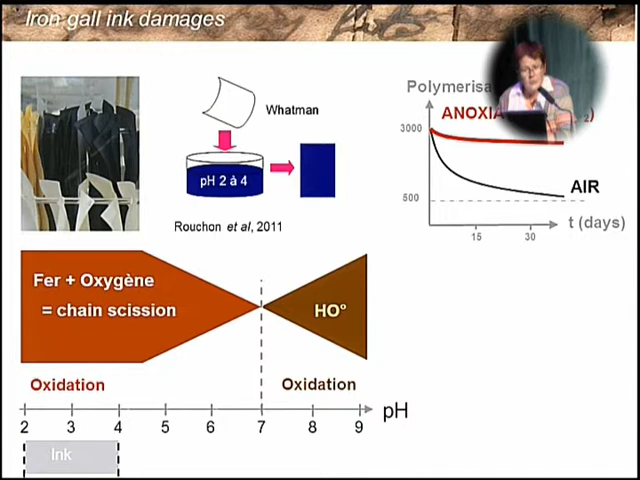 Iron gall ink damages
Whatman
pH 2 à 4
Rouchon et al, 2011
ANOXIA
3000
500
AIR
15
30
t (days)
Fer + Oxygène
= chain scission
HO°
Oxidation
Oxidation
2 3 4 5 6 7 8 9
pH
Ink